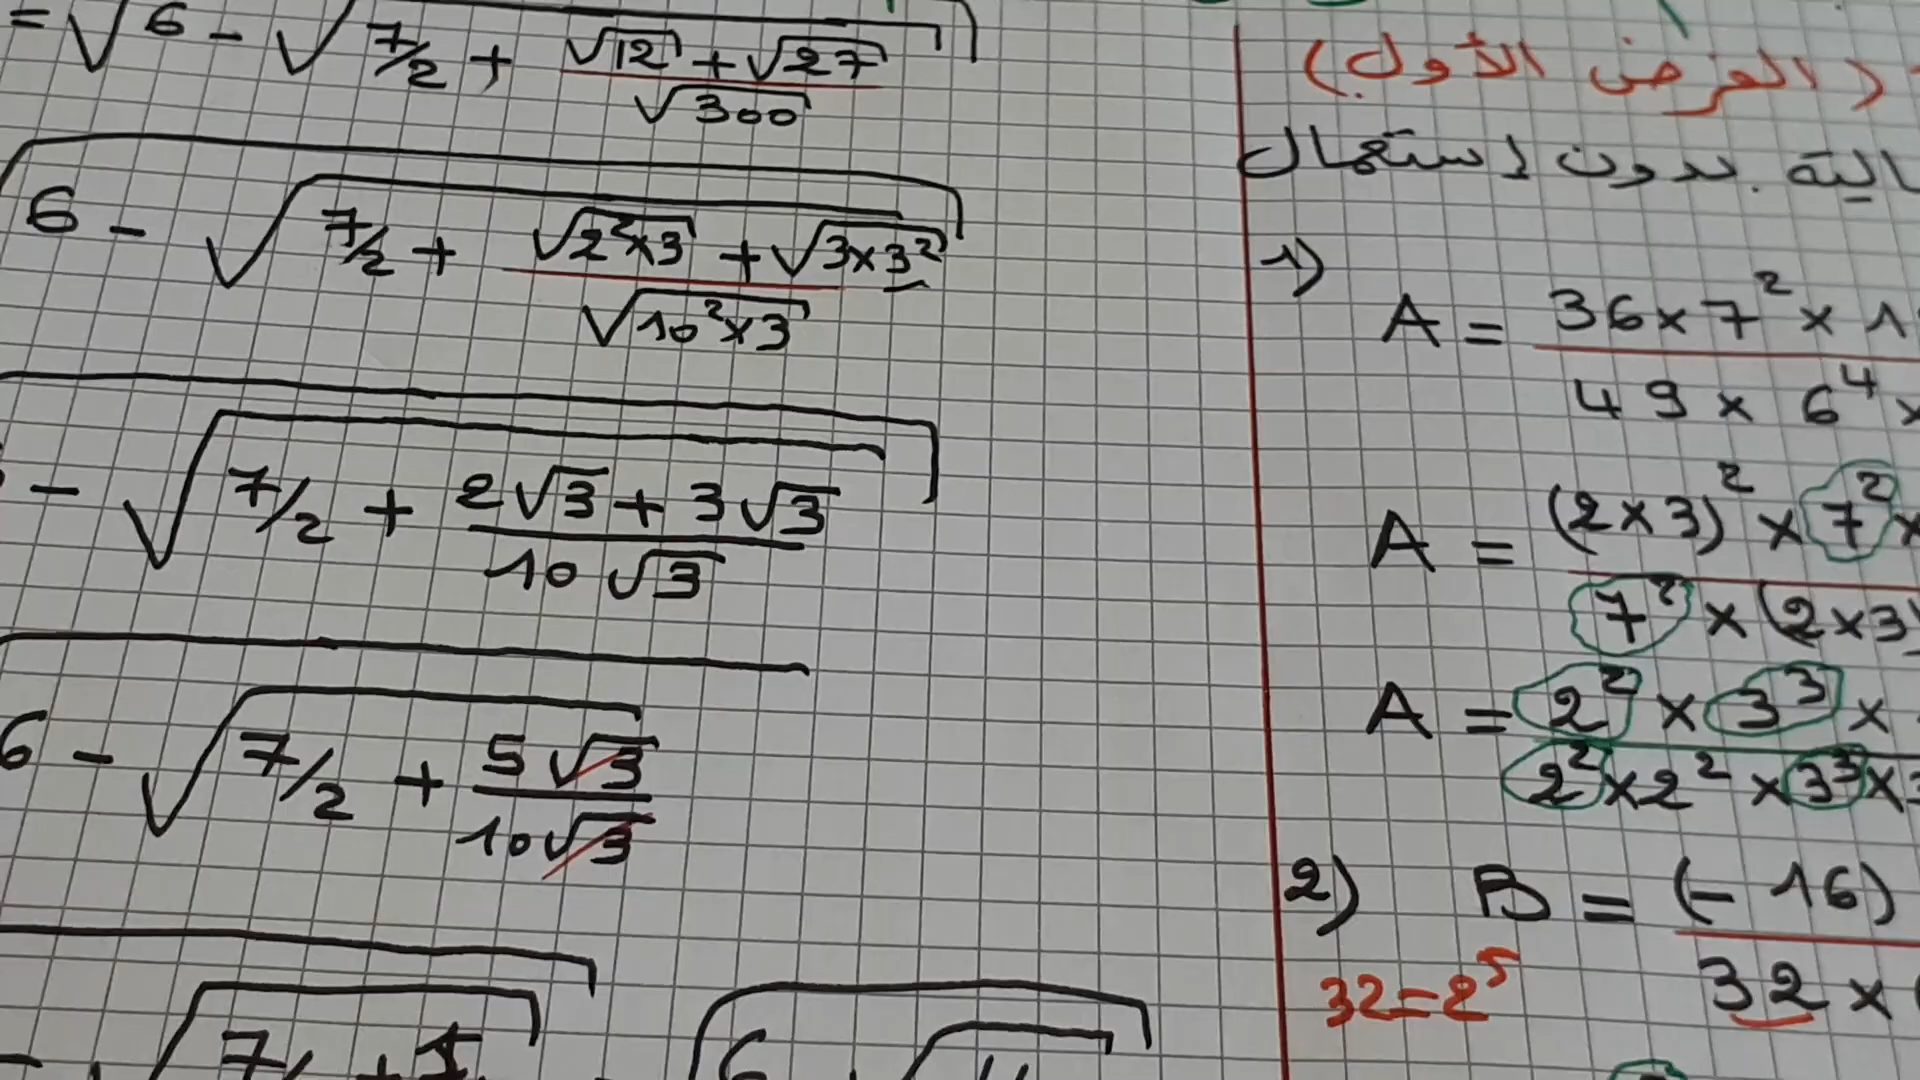 = √6 - √7/2 + (√12 + √27)/√300
6 - √7/2 + (√2²×3 + √3×3²)/√10²×3
- √7/2 + (2√3 + 3√3)/10√3
6 - √7/2 + 5√3/10√3
7/ + 1
6
(الفرض الأول)
بدون استعمال
1)
A = 36 × 7² × 1
49 × 6⁴ ×
A = (2×3)² × 7² ×
7² × (2×3)
A = 2² × 3³ ×
2² × 2² × 3³ ×
2) B = (-16)
32 ×
32 = 2⁵